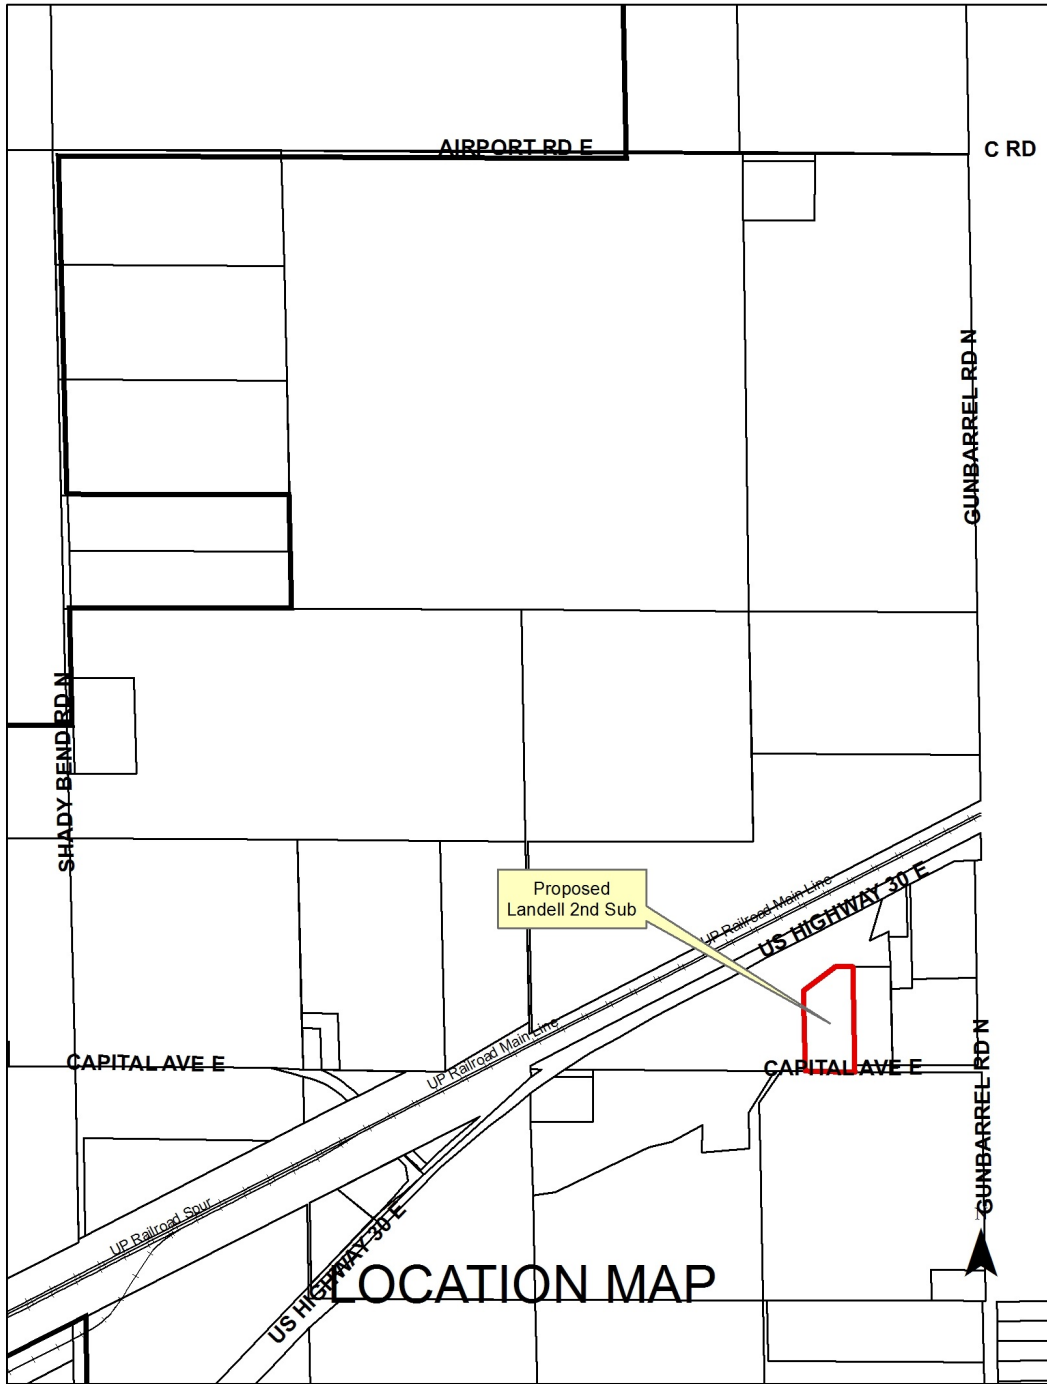 AIRPORT RD E
C RD
GUNBARREL RD N
SHADY BEND RD N
Proposed
Landell 2nd Sub
UP Railroad Main Line
US HIGHWAY 30 E
CAPITAL AVE E
UP Railroad Main Line
CAPITAL AVE E
GUNBARREL RD N
UP Railroad Spur
US HIGHWAY 30 E
N
LOCATION MAP